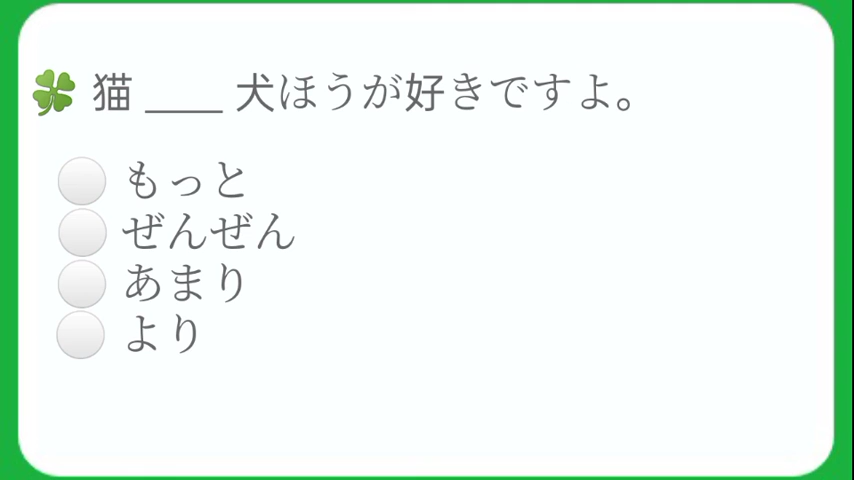 🍀 猫 ____ 犬ほうが好きですよ。
もっと
ぜんぜん
あまり
より